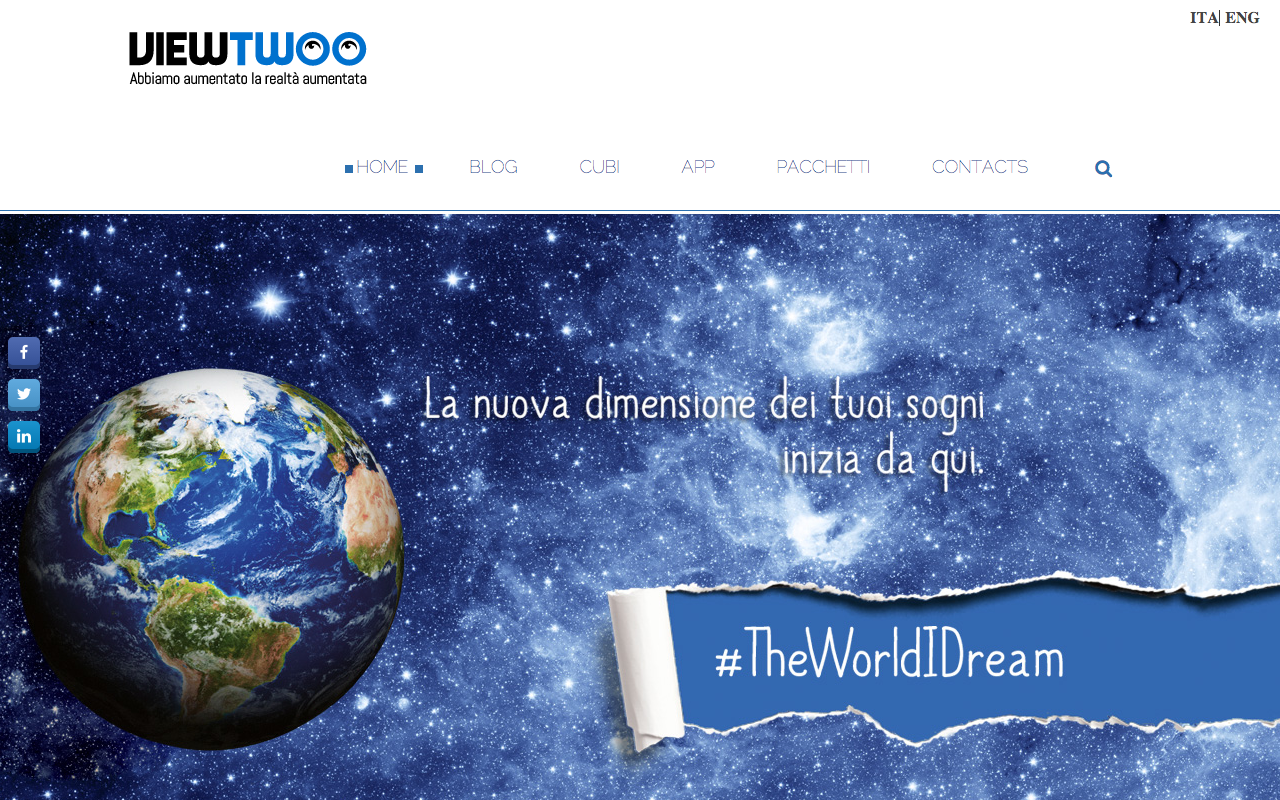 ITA| ENG
VIEWTWOO
Abbiamo aumentato la realtà aumentata
HOME BLOG CUBI APP PACCHETTI CONTACTS
La nuova dimensione dei tuoi sogni
inizia da qui.
#TheWorldIDream